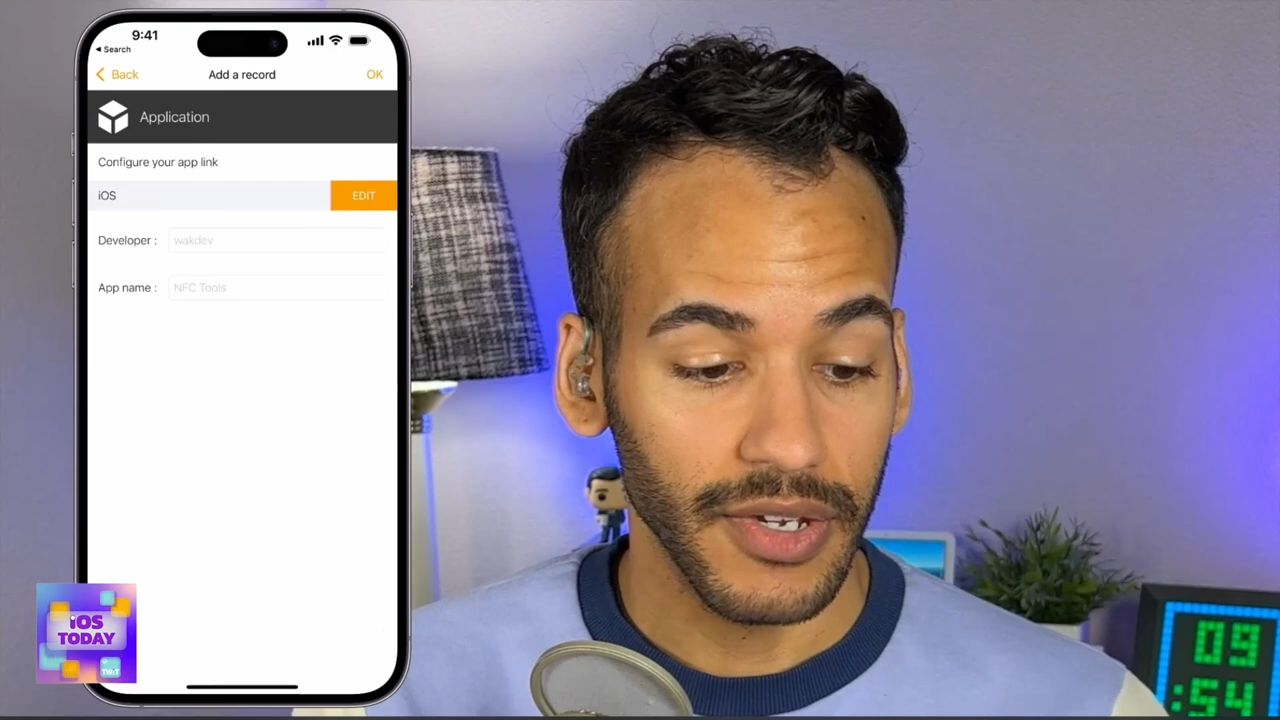 9:41
Search
Back
Add a record
OK
Application
Configure your app link
iOS
EDIT
Developer :
wakdev
App name :
NFC Tools
iOS
TODAY
TWiT
09
:54